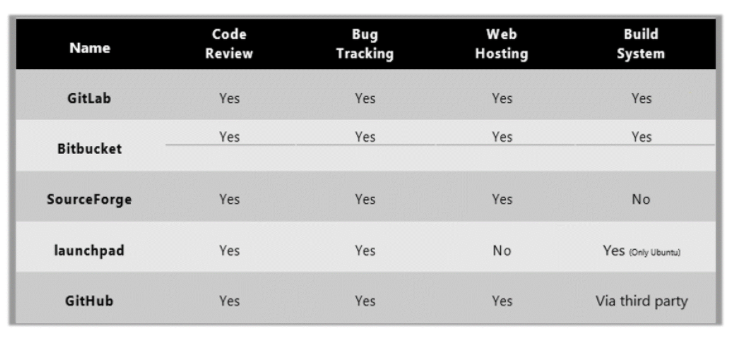 Name Code Review Bug Tracking Web Hosting Build System
GitLab Yes Yes Yes Yes
Bitbucket Yes Yes Yes Yes
SourceForge Yes Yes Yes No
launchpad Yes Yes No Yes (Only Ubuntu)
GitHub Yes Yes Yes Via third party